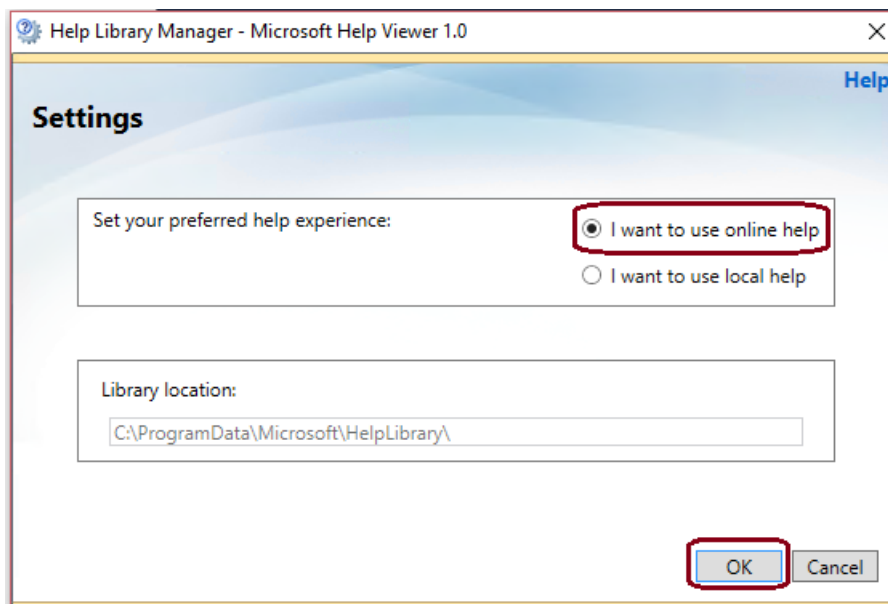 Help Library Manager - Microsoft Help Viewer 1.0
Help
Settings
Set your preferred help experience:
I want to use online help
I want to use local help
Library location:
C:\ProgramData\Microsoft\HelpLibrary\
OK
Cancel